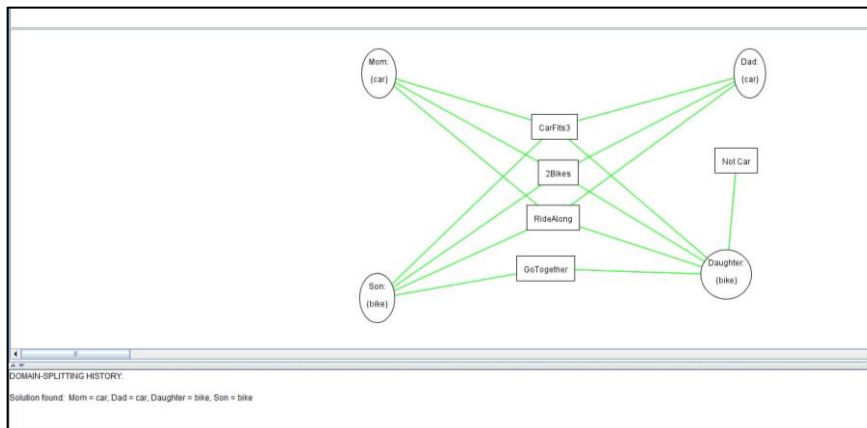 Mom:
{car}
Dad:
{car}
CarFits3
2Bikes
Not Car
RideAlong
GoTogether
Daughter:
{bike}
Son:
{bike}
DOMAIN-SPLITTING HISTORY:
Solution found: Mom = car, Dad = car, Daughter = bike, Son = bike